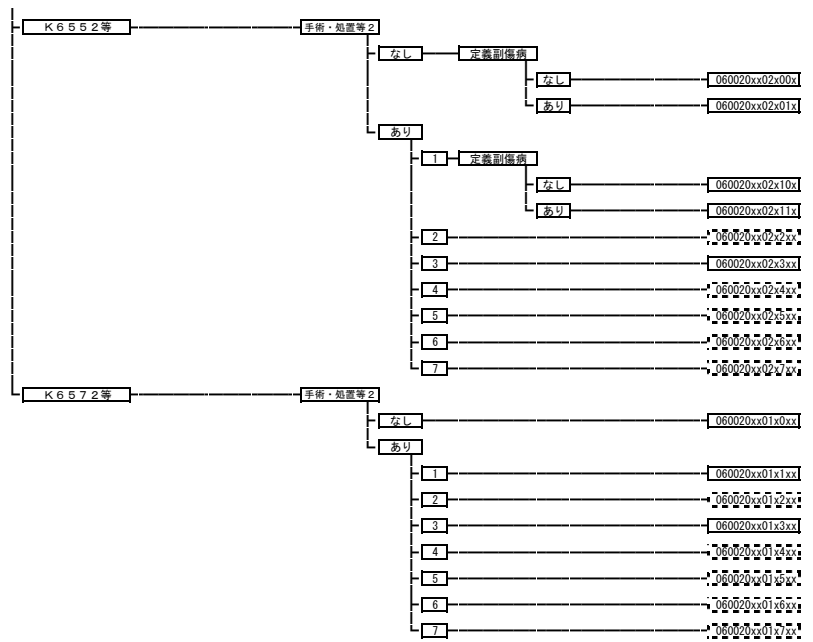 K6552等 手術・処置等2
なし 定義副傷病
なし 060020xx02x00x
あり 060020xx02x01x
あり
1 定義副傷病
なし 060020xx02x10x
あり 060020xx02x11x
2 060020xx02x2xx
3 060020xx02x3xx
4 060020xx02x4xx
5 060020xx02x5xx
6 060020xx02x6xx
7 060020xx02x7xx
K6572等 手術・処置等2
なし 060020xx01x0xx
あり
1 060020xx01x1xx
2 060020xx01x2xx
3 060020xx01x3xx
4 060020xx01x4xx
5 060020xx01x5xx
6 060020xx01x6xx
7 060020xx01x7xx